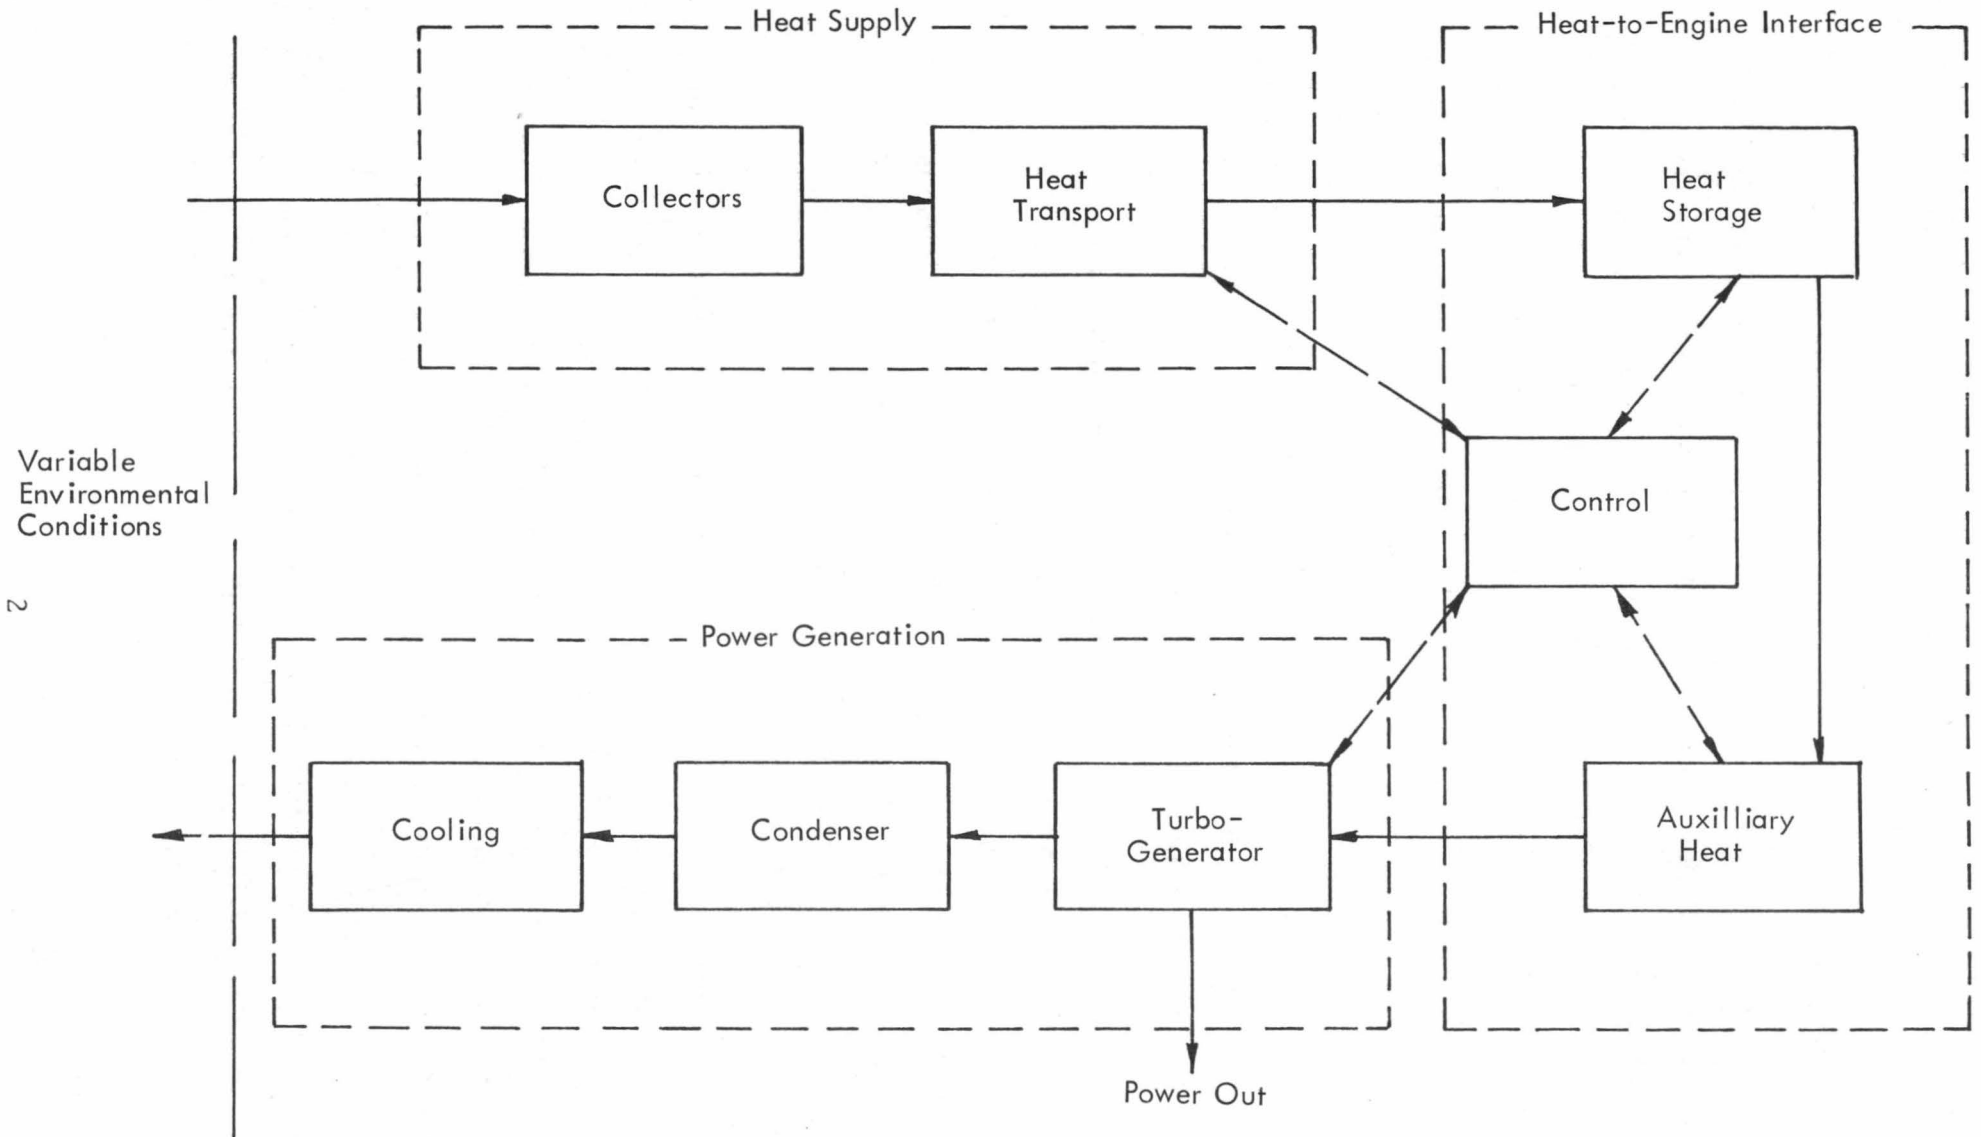 Heat Supply
Heat-to-Engine Interface
Collectors
Heat
Transport
Heat
Storage
Variable
Environmental
Conditions
Control
2
Power Generation
Cooling
Condenser
Turbo-
Generator
Auxilliary
Heat
Power Out